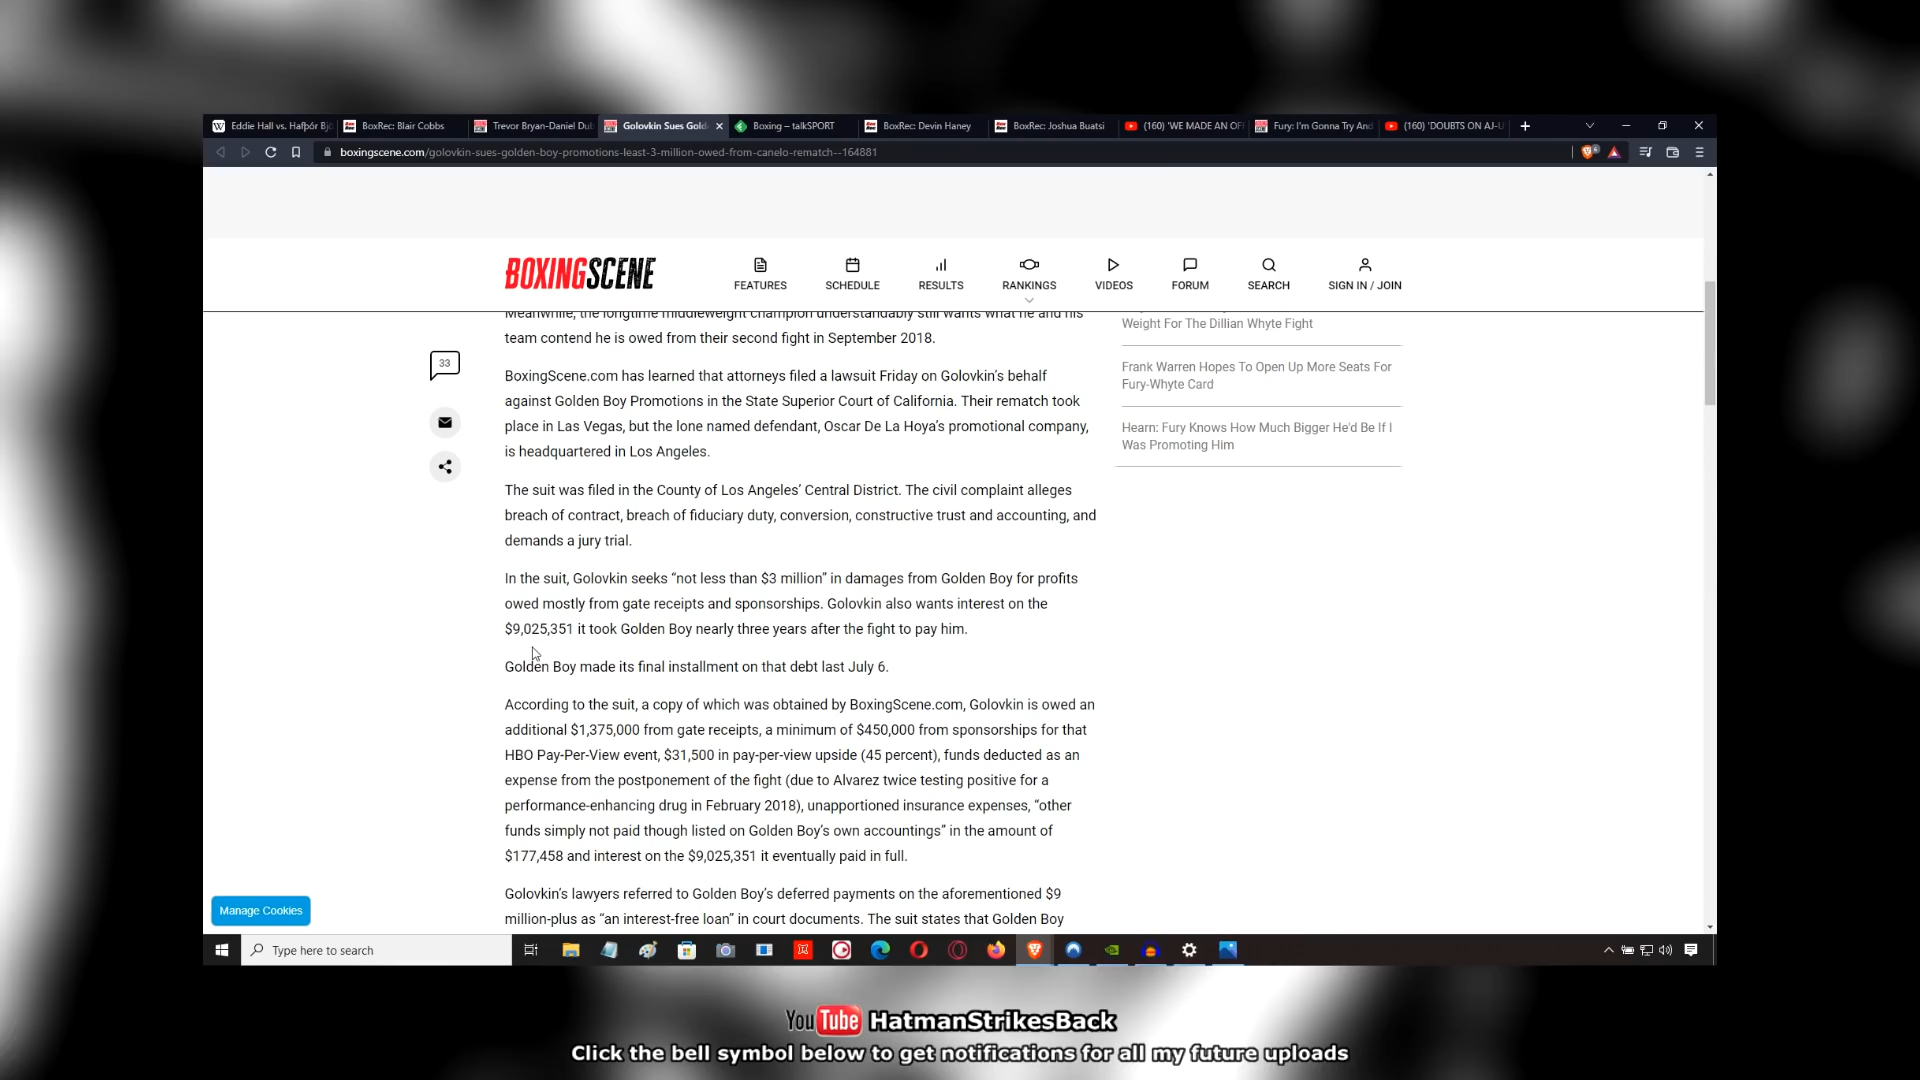 Eddie Hall vs. Hafþór Bjö
BoxRec: Blair Cobbs
Trevor Bryan-Daniel Dub
Golovkin Sues Gold
Boxing – talkSPORT
BoxRec: Devin Haney
BoxRec: Joshua Buatsi
(160) 'WE MADE AN OF
Fury: I'm Gonna Try And
(160) 'DOUBTS ON AJ-U
boxingscene.com/golovkin-sues-golden-boy-promotions-least-3-million-owed-from-canelo-rematch--164881
BOXINGSCENE
FEATURES
SCHEDULE
RESULTS
RANKINGS
VIDEOS
FORUM
SEARCH
SIGN IN / JOIN
Meanwhile, the longtime middleweight champion understandably still wants what he and his
team contend he is owed from their second fight in September 2018.
33
BoxingScene.com has learned that attorneys filed a lawsuit Friday on Golovkin's behalf
against Golden Boy Promotions in the State Superior Court of California. Their rematch took
place in Las Vegas, but the lone named defendant, Oscar De La Hoya's promotional company,
is headquartered in Los Angeles.
The suit was filed in the County of Los Angeles' Central District. The civil complaint alleges
breach of contract, breach of fiduciary duty, conversion, constructive trust and accounting, and
demands a jury trial.
In the suit, Golovkin seeks “not less than $3 million” in damages from Golden Boy for profits
owed mostly from gate receipts and sponsorships. Golovkin also wants interest on the
$9,025,351 it took Golden Boy nearly three years after the fight to pay him.
Golden Boy made its final installment on that debt last July 6.
According to the suit, a copy of which was obtained by BoxingScene.com, Golovkin is owed an
additional $1,375,000 from gate receipts, a minimum of $450,000 from sponsorships for that
HBO Pay-Per-View event, $31,500 in pay-per-view upside (45 percent), funds deducted as an
expense from the postponement of the fight (due to Alvarez twice testing positive for a
performance-enhancing drug in February 2018), unapportioned insurance expenses, “other
funds simply not paid though listed on Golden Boy's own accountings” in the amount of
$177,458 and interest on the $9,025,351 it eventually paid in full.
Golovkin's lawyers referred to Golden Boy's deferred payments on the aforementioned $9
million-plus as “an interest-free loan” in court documents. The suit states that Golden Boy
Weight For The Dillian Whyte Fight
Frank Warren Hopes To Open Up More Seats For
Fury-Whyte Card
Hearn: Fury Knows How Much Bigger He'd Be If I
Was Promoting Him
Manage Cookies
Type here to search
YouTube HatmanStrikesBack
Click the bell symbol below to get notifications for all my future uploads